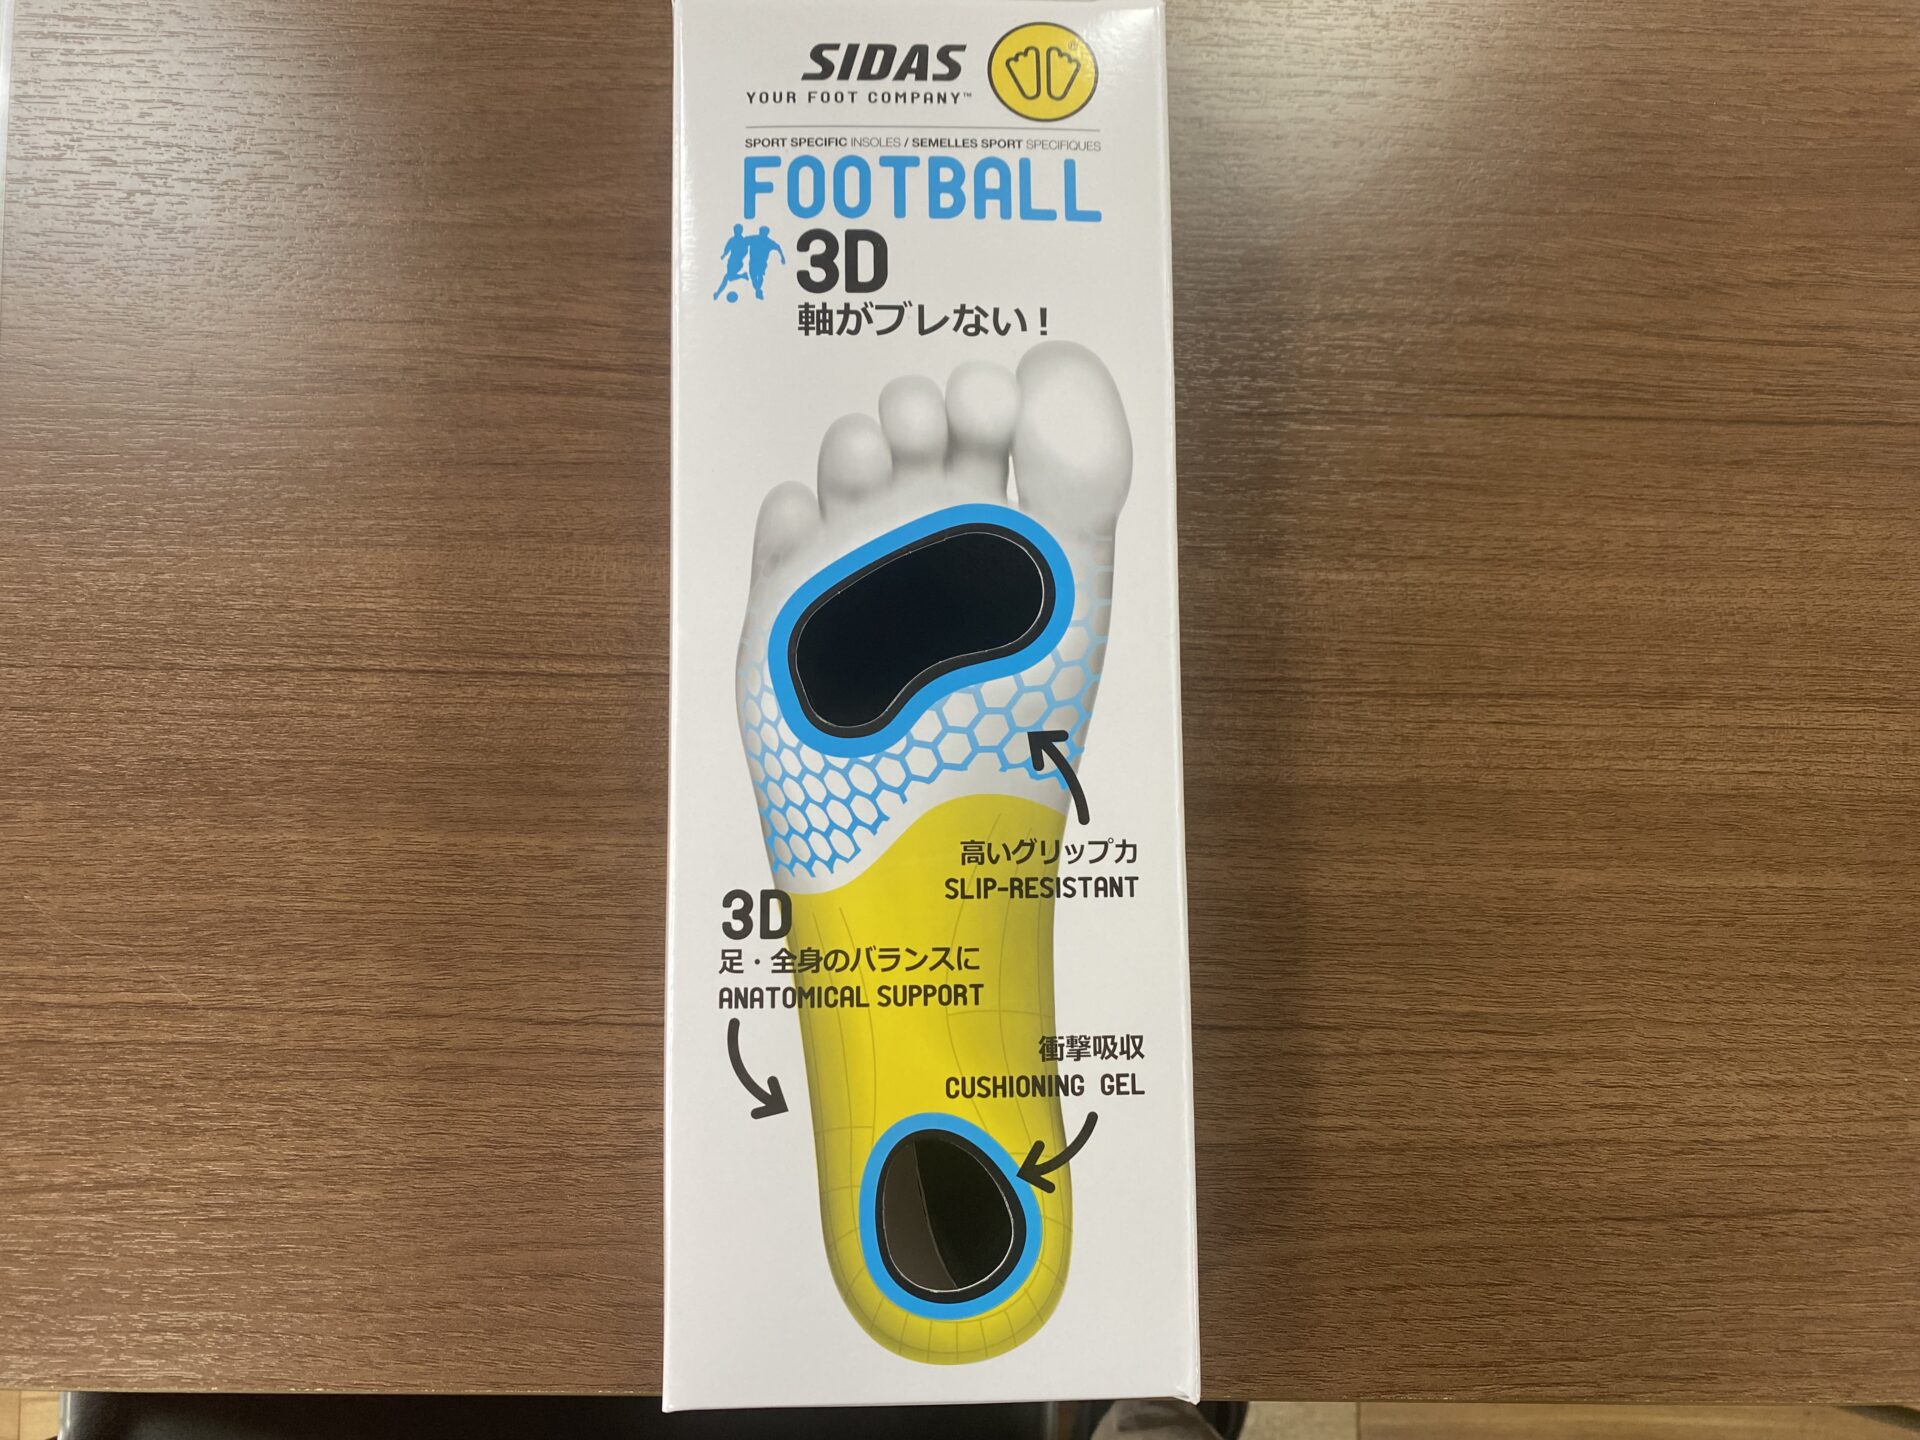 SIDAS
YOUR FOOT COMPANY™
SPORT SPECIFIC INSOLES / SEMELLES SPORT SPECIFIQUES
FOOTBALL
3D
軸がブレない！
高いグリップ力
SLIP-RESISTANT
3D
足・全身のバランスに
ANATOMICAL SUPPORT
衝撃吸収
CUSHIONING GEL